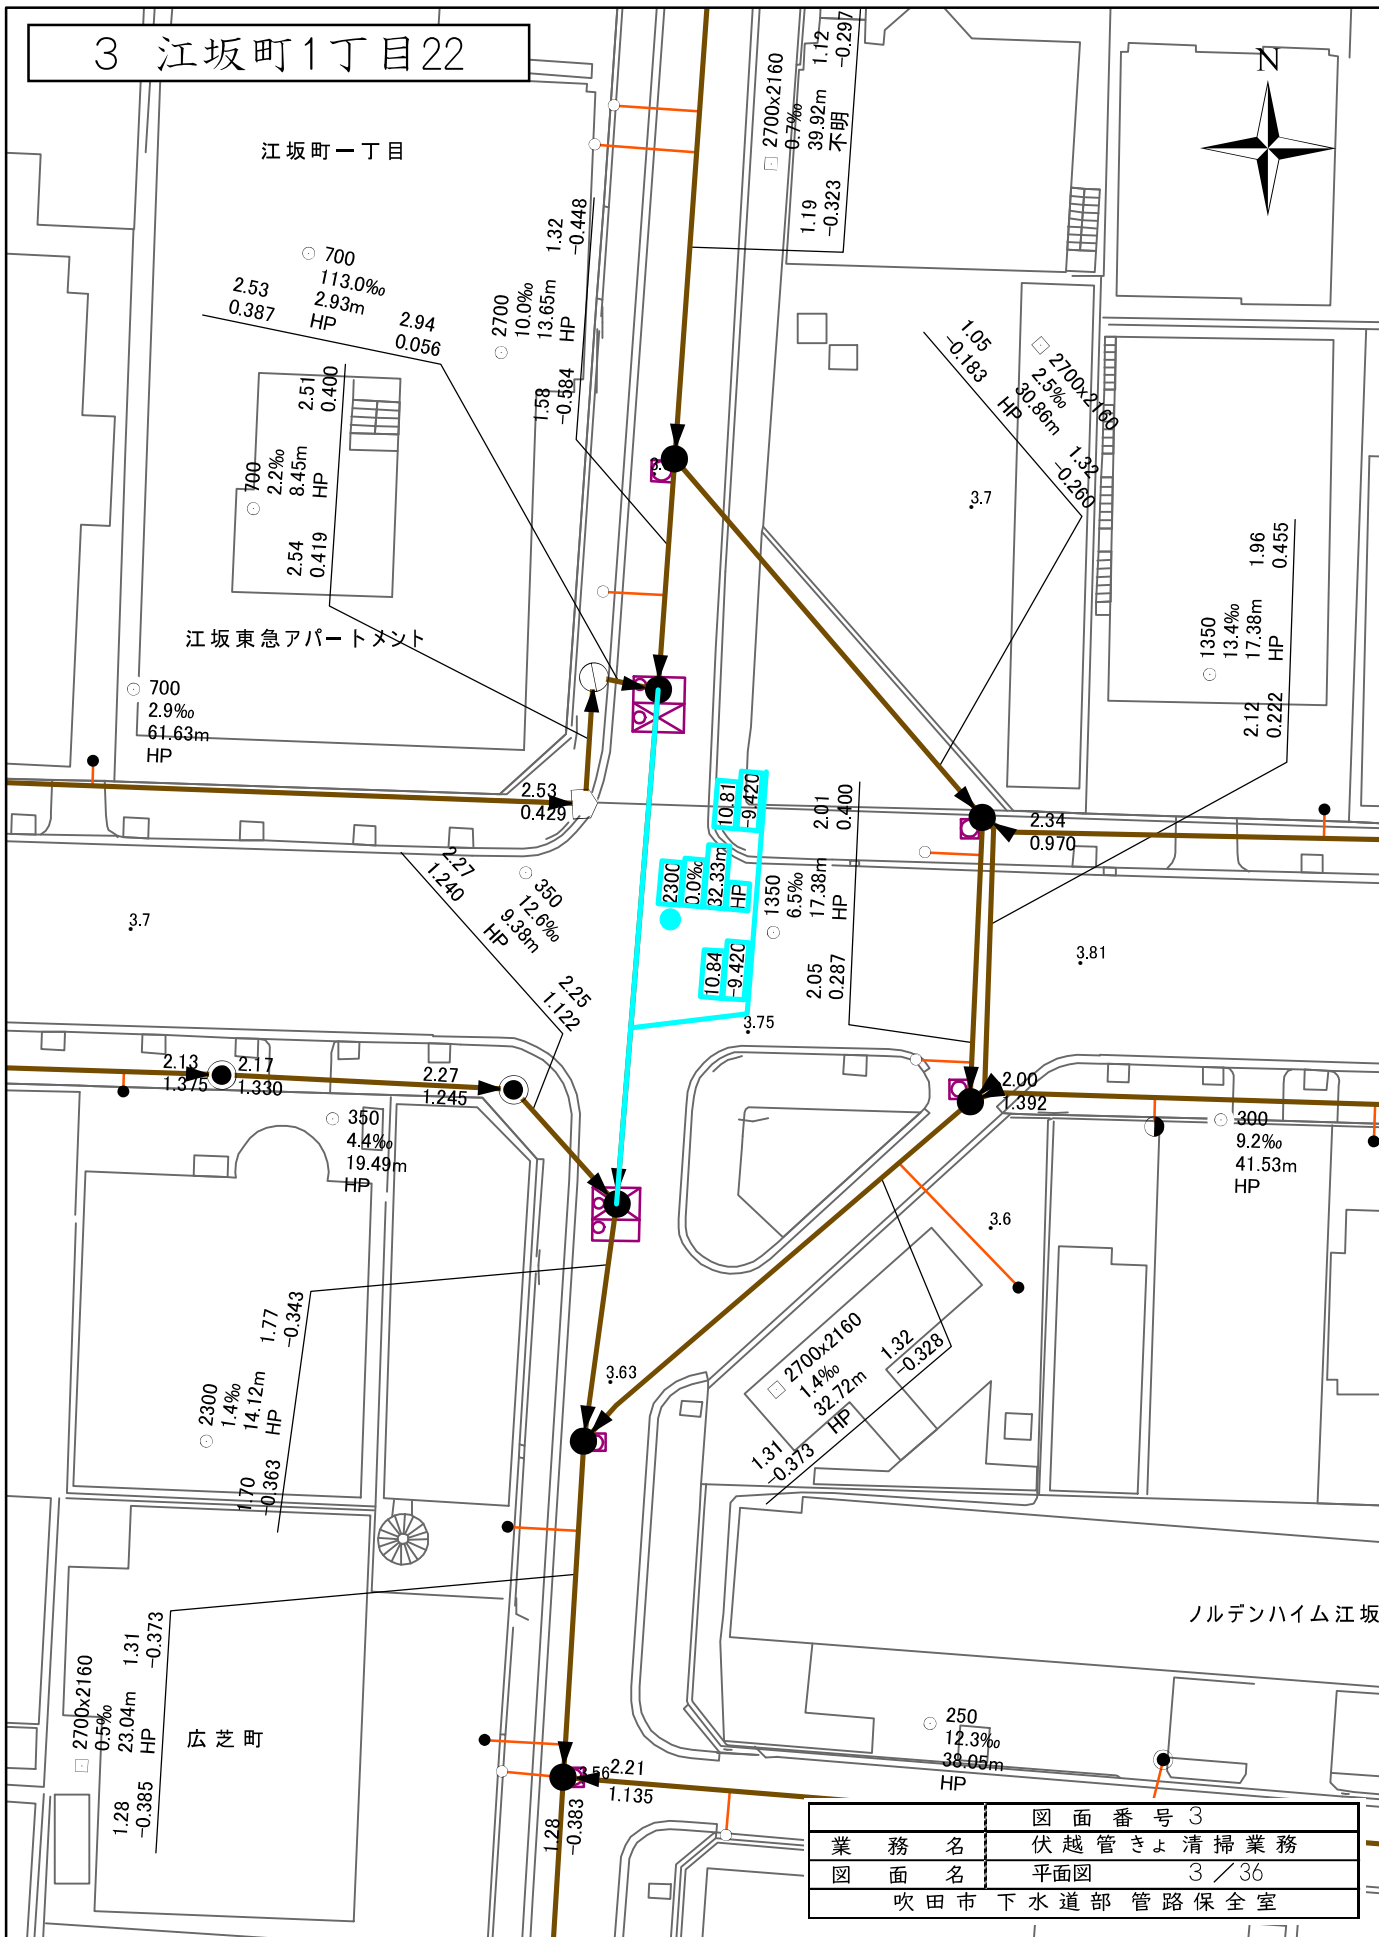 3 江坂町1丁目22
N
江坂町一丁目
2700x2160
0.7‰
39.92m
不明
1.12
-0.297
1.19
-0.323
700
113.0‰
2.93m
HP
2.53
0.387
2.94
0.056
1.32
-0.448
2700
10.0‰
13.65m
HP
1.58
-0.584
2.51
0.400
700
2.2‰
8.45m
HP
2.54
0.419
1.05
-0.183
2700x2160
2.5‰
30.86m
HP
1.32
-0.260
3.7
1.96
0.455
1350
13.4‰
17.38m
HP
2.12
0.222
江坂東急アパートメント
700
2.9‰
61.63m
HP
2.53
0.429
10.81
-9.420
2300
0.0‰
32.33m
HP
10.84
-9.420
2.01
0.400
1350
6.5‰
17.38m
HP
2.05
0.287
2.34
0.970
2.27
1.240
350
12.6‰
9.38m
HP
2.25
1.122
3.7
3.81
3.75
2.13
1.375
2.17
1.330
2.27
1.245
2.00
1.392
350
4.4‰
19.49m
HP
300
9.2‰
41.53m
HP
3.6
1.77
-0.343
2300
1.4‰
14.12m
HP
1.70
-0.363
3.63
2700x2160
1.4‰
32.72m
HP
1.32
-0.328
1.31
-0.373
ノルデンハイム江坂
1.31
-0.373
2700x2160
0.5‰
23.04m
HP
1.28
-0.385
広芝町
250
12.3‰
38.05m
HP
2.21
1.135
1.28
-0.383
図面番号 3
業務名 伏越管きょ清掃業務
図面名 平面図 3/36
吹田市 下水道部 管路保全室